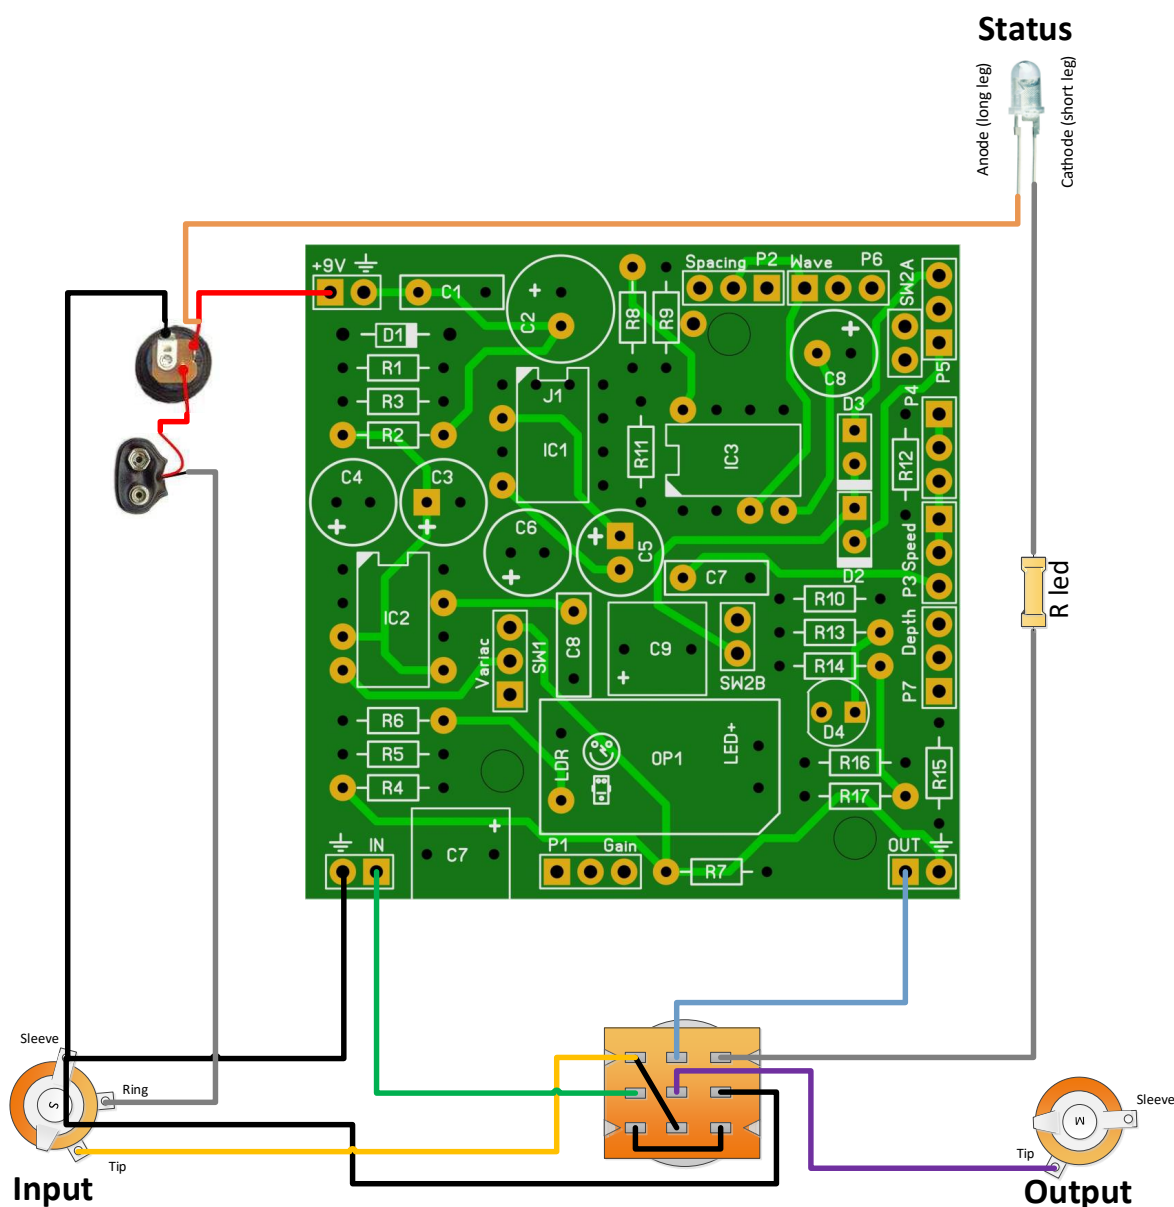 Status
Anode (long leg)
Cathode (short leg)
+9V
C1
C2
+
R8
R9
Spacing
P2
Wave
P6
SW2A
D1
R1
R3
R2
J1
IC1
R11
IC3
C8
+
P5
P4
D3
R12
C4
+
C3
+
C6
+
C5
+
C7
D2
P3
Speed
R led
IC2
Variac
SW1
C8
C9
+
SW2B
R10
R13
R14
Depth
P7
D4
R6
R5
R4
LDR
OP1
LED+
R16
R17
R15
IN
C7
+
P1
Gain
R7
OUT
Sleeve
Ring
Tip
S
Input
Sleeve
Tip
M
Output